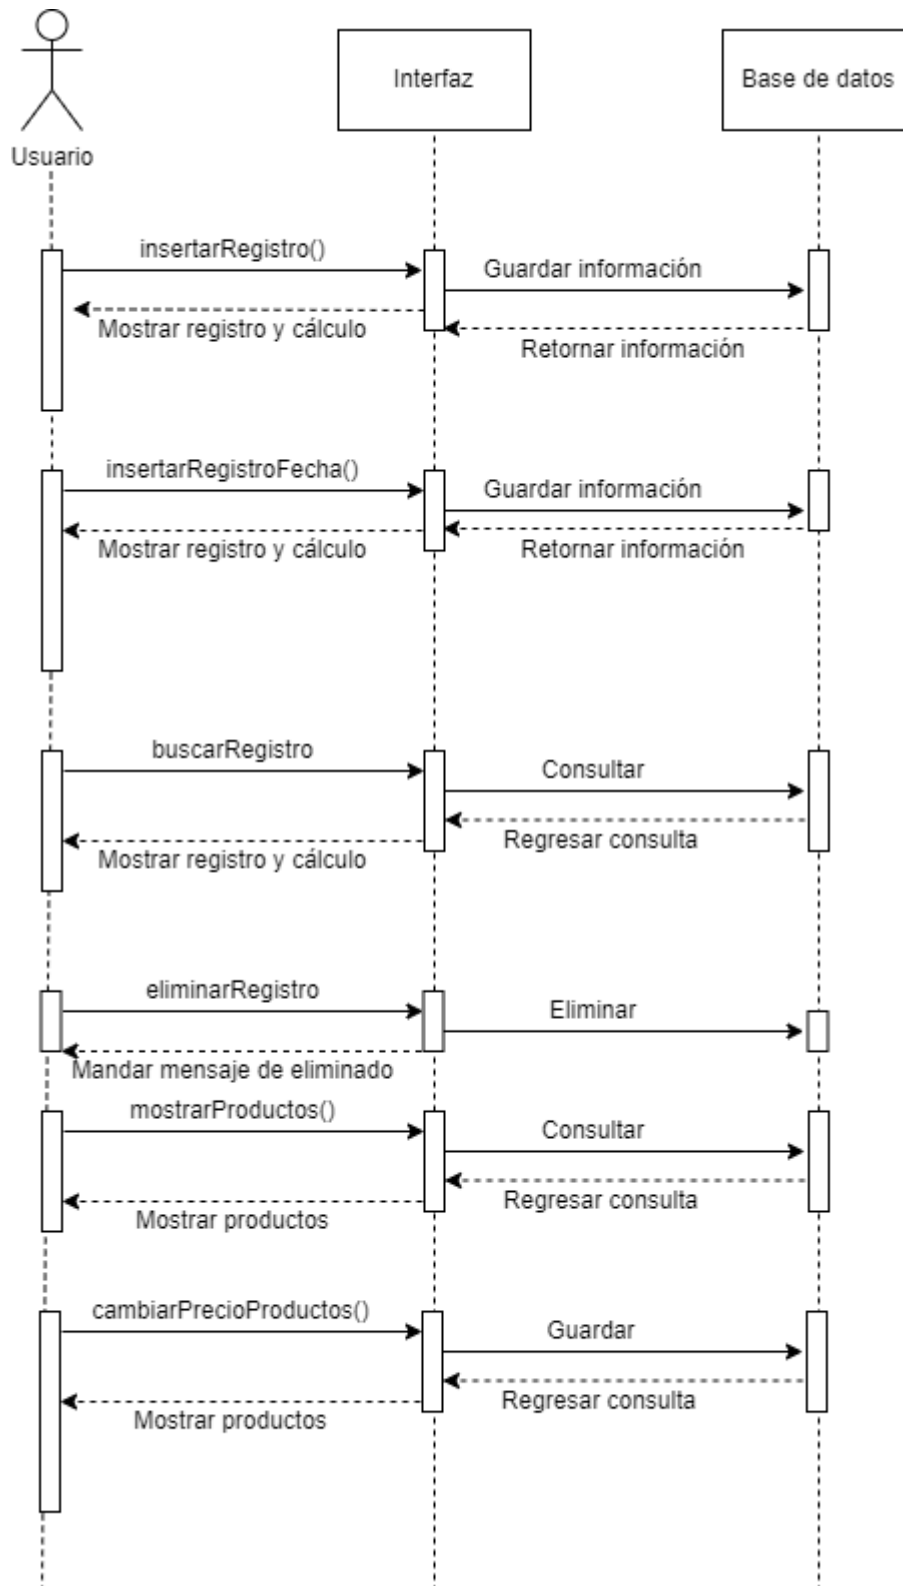 Usuario
Interfaz
Base de datos
insertarRegistro()
Guardar información
Mostrar registro y cálculo
Retornar información
insertarRegistroFecha()
Guardar información
Mostrar registro y cálculo
Retornar información
buscarRegistro
Consultar
Regresar consulta
Mostrar registro y cálculo
eliminarRegistro
Eliminar
Mandar mensaje de eliminado
mostrarProductos()
Consultar
Regresar consulta
Mostrar productos
cambiarPrecioProductos()
Guardar
Regresar consulta
Mostrar productos